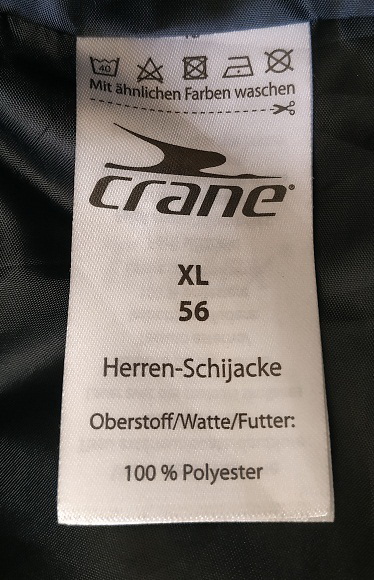 40
Mit ähnlichen Farben waschen
crane®
XL
56
Herren-Schijacke
Oberstoff/Watte/Futter:
100 % Polyester